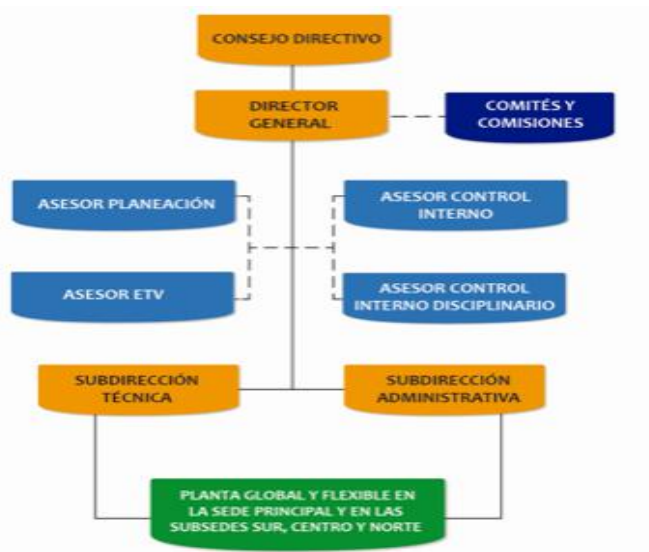 CONSEJO DIRECTIVO
DIRECTOR
GENERAL
COMITÉS Y
COMISIONES
ASESOR PLANEACIÓN
ASESOR CONTROL
INTERNO
ASESOR ETV
ASESOR CONTROL
INTERNO DISCIPLINARIO
SUBDIRECCIÓN
TÉCNICA
SUBDIRECCIÓN
ADMINISTRATIVA
PLANTA GLOBAL Y FLEXIBLE EN
LA SEDE PRINCIPAL Y EN LAS
SUBSEDES SUR, CENTRO Y NORTE